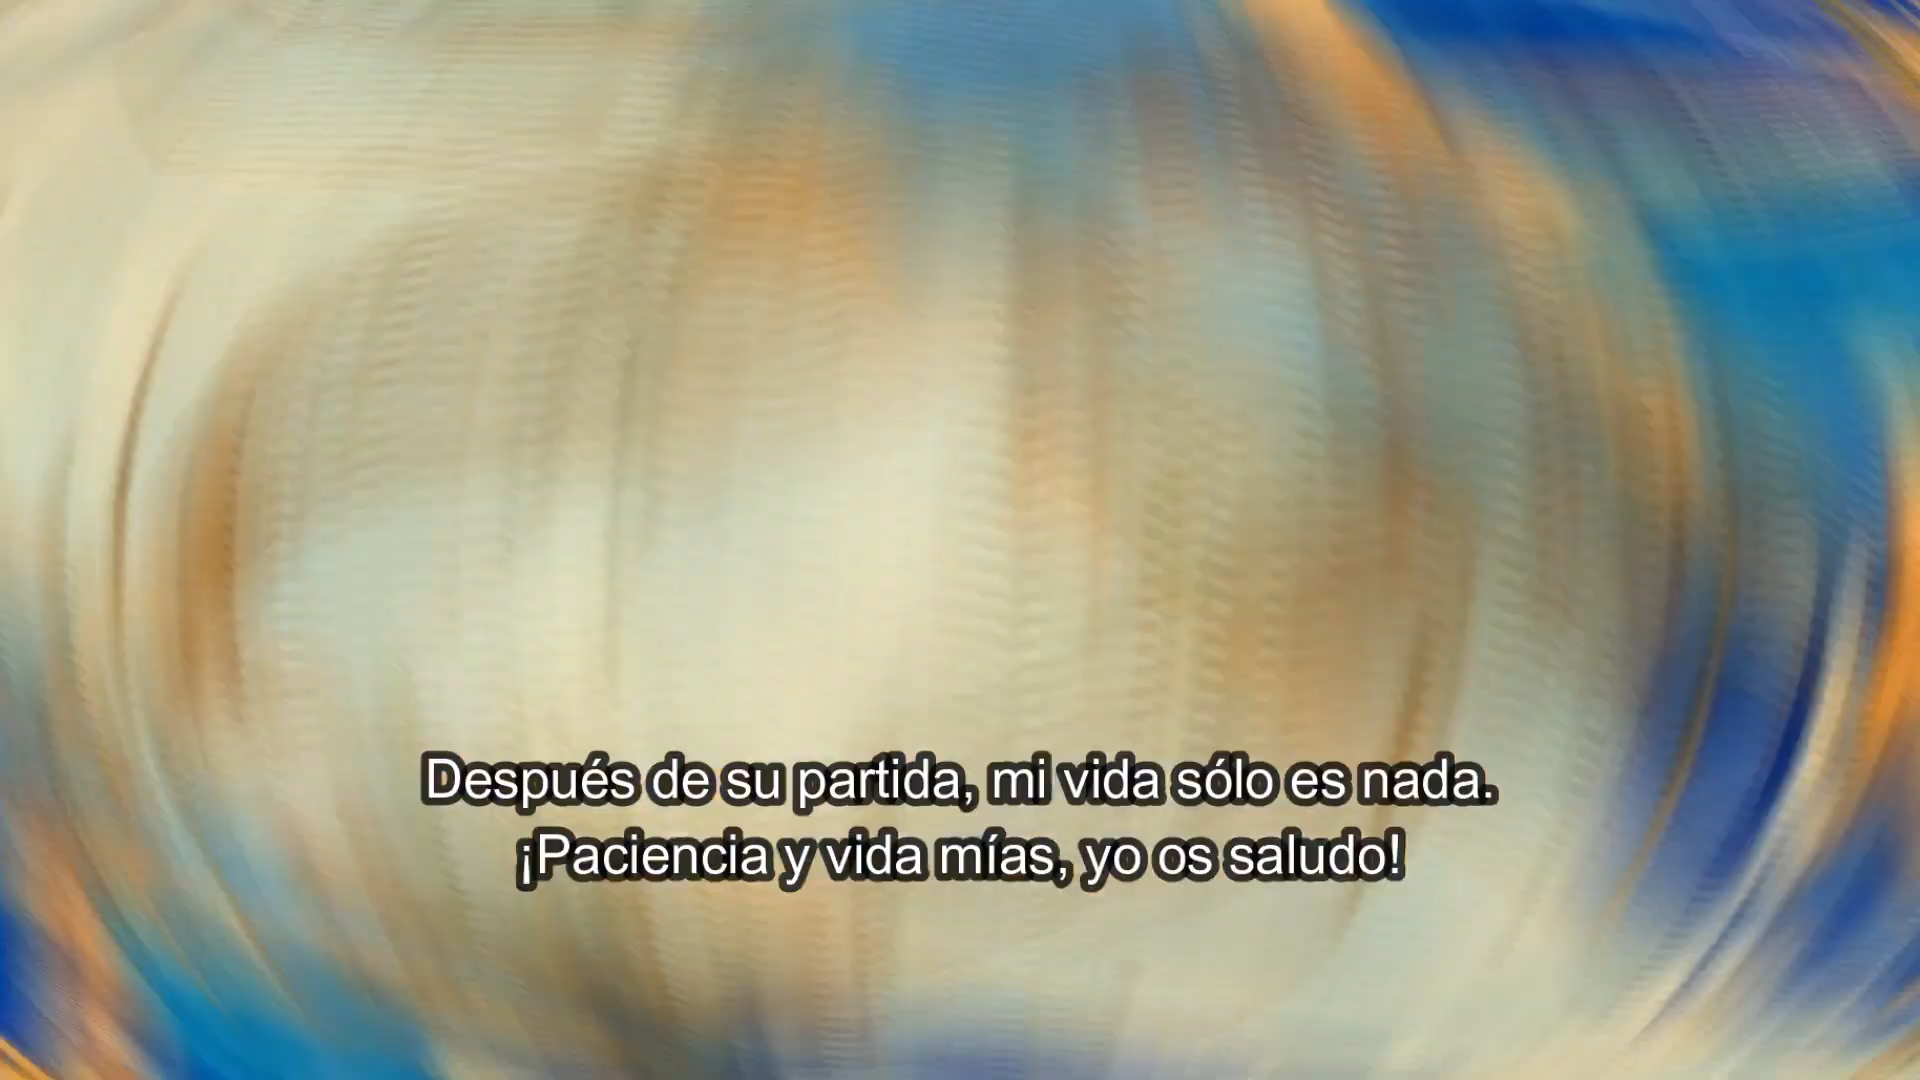 Después de su partida, mi vida sólo es nada.
¡Paciencia y vida mías, yo os saludo!